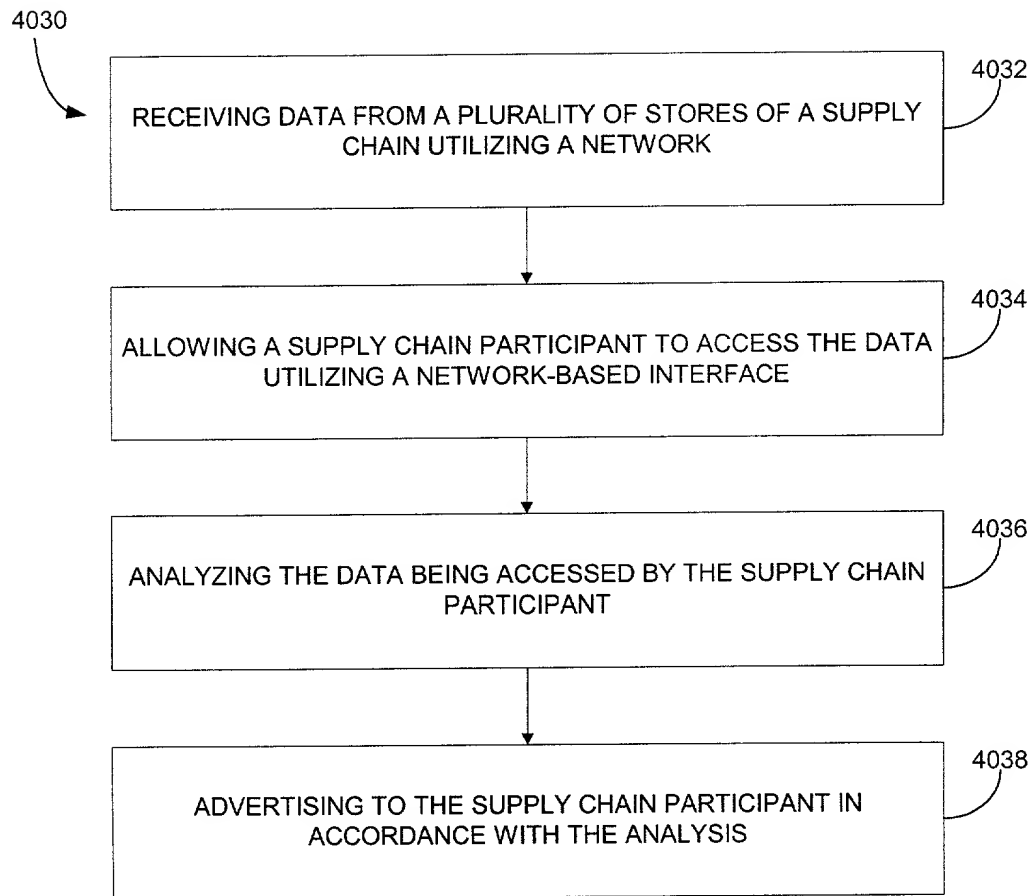 4030
4032
RECEIVING DATA FROM A PLURALITY OF STORES OF A SUPPLY
CHAIN UTILIZING A NETWORK
4034
ALLOWING A SUPPLY CHAIN PARTICIPANT TO ACCESS THE DATA
UTILIZING A NETWORK-BASED INTERFACE
4036
ANALYZING THE DATA BEING ACCESSED BY THE SUPPLY CHAIN
PARTICIPANT
4038
ADVERTISING TO THE SUPPLY CHAIN PARTICIPANT IN
ACCORDANCE WITH THE ANALYSIS